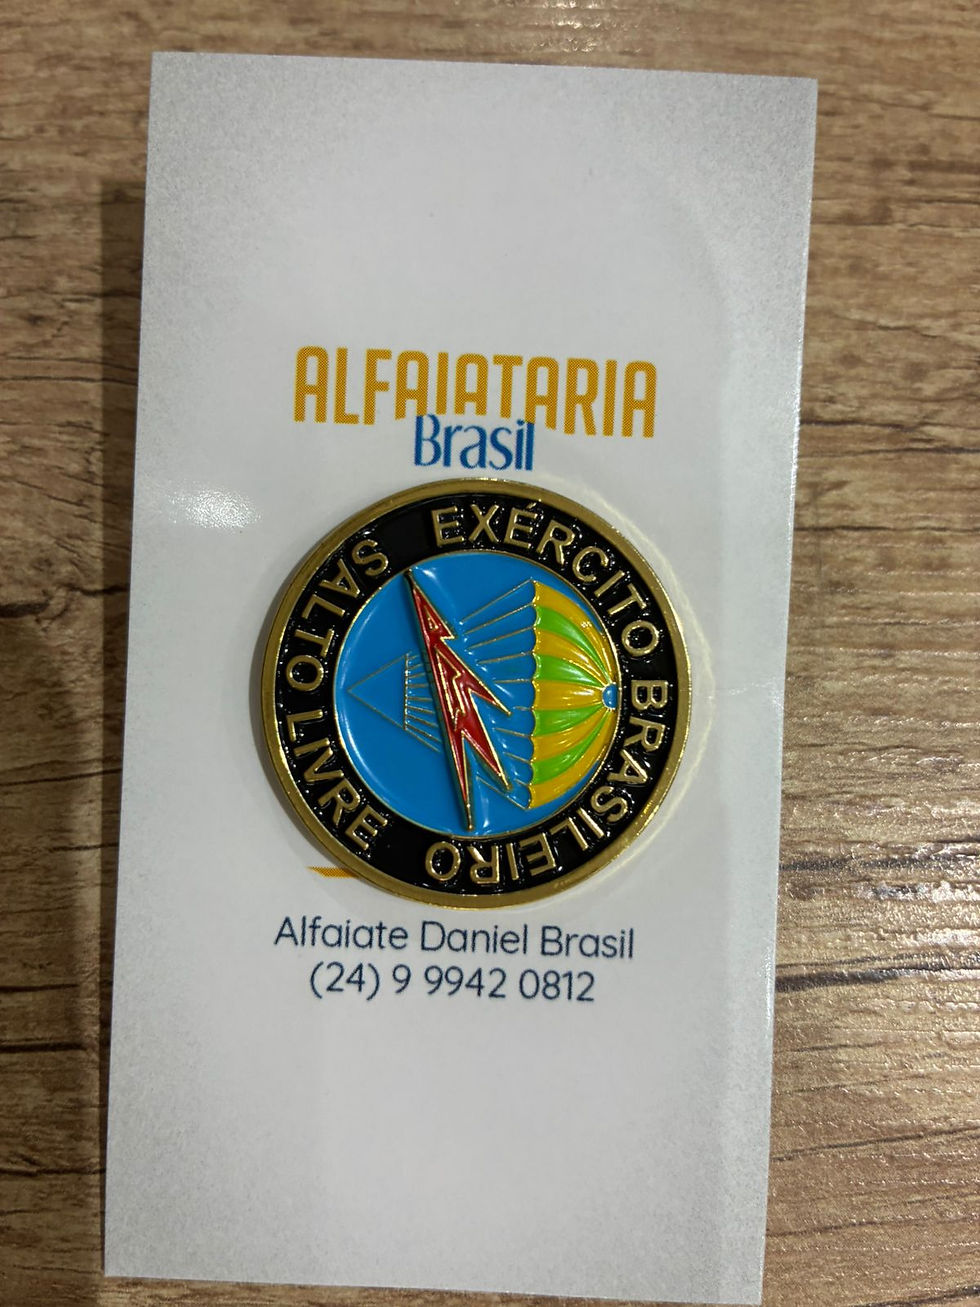 ALFAIATARIA
Brasil
EXÉRCITO BRASILEIRO
SALTO LIVRE
Alfaiate Daniel Brasil
(24) 9 9942 0812